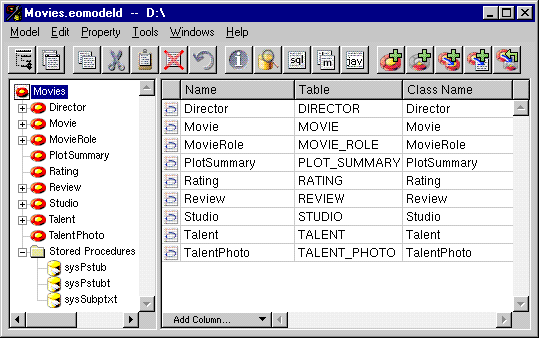 Movies.eomodeld -- D:\
Model Edit Property Tools Windows Help
sql m jav
Movies
Director
Movie
MovieRole
PlotSummary
Rating
Review
Studio
Talent
TalentPhoto
Stored Procedures
sysPstub
sysPstubt
sysSubptxt
Name Table Class Name
Director DIRECTOR Director
Movie MOVIE Movie
MovieRole MOVIE_ROLE MovieRole
PlotSummary PLOT_SUMMARY PlotSummary
Rating RATING Rating
Review REVIEW Review
Studio STUDIO Studio
Talent TALENT Talent
TalentPhoto TALENT_PHOTO TalentPhoto
Add Column...